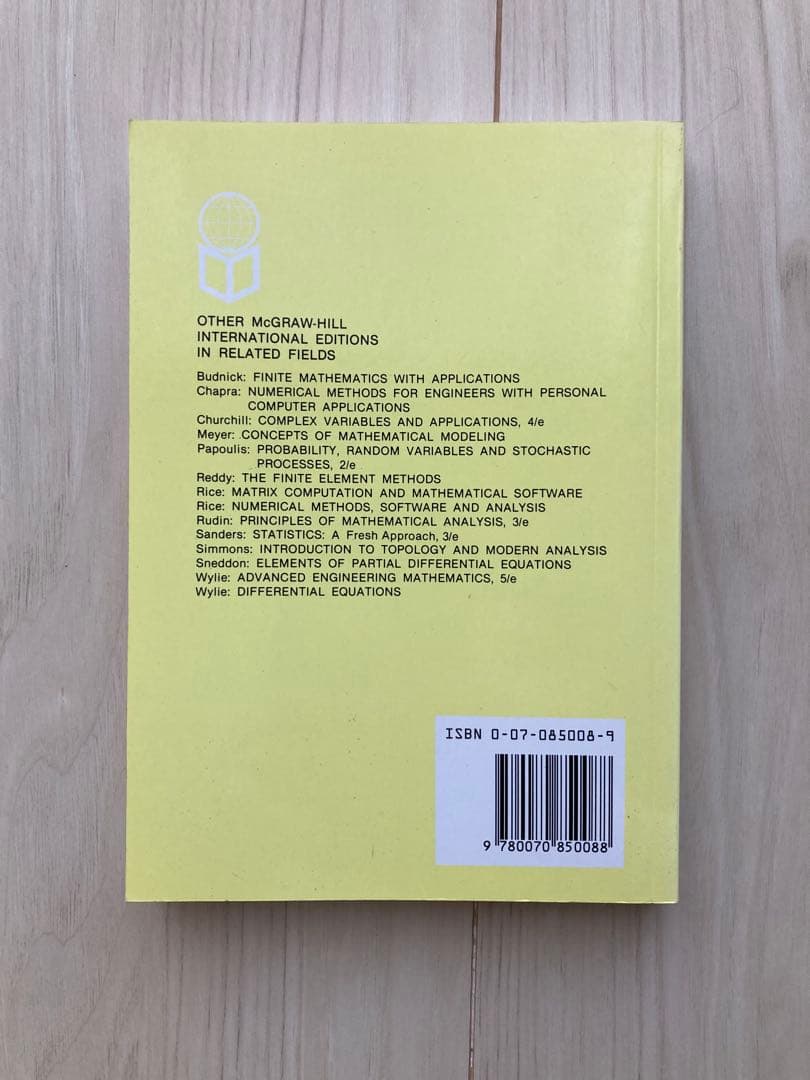 OTHER McGRAW-HILL
INTERNATIONAL EDITIONS
IN RELATED FIELDS
Budnick: FINITE MATHEMATICS WITH APPLICATIONS
Chapra: NUMERICAL METHODS FOR ENGINEERS WITH PERSONAL
COMPUTER APPLICATIONS
Churchill: COMPLEX VARIABLES AND APPLICATIONS, 4/e
Meyer: CONCEPTS OF MATHEMATICAL MODELING
Papoulis: PROBABILITY, RANDOM VARIABLES AND STOCHASTIC
PROCESSES, 2/e
Reddy: THE FINITE ELEMENT METHODS
Rice: MATRIX COMPUTATION AND MATHEMATICAL SOFTWARE
Rice: NUMERICAL METHODS, SOFTWARE AND ANALYSIS
Rudin: PRINCIPLES OF MATHEMATICAL ANALYSIS, 3/e
Sanders: STATISTICS: A Fresh Approach, 3/e
Simmons: INTRODUCTION TO TOPOLOGY AND MODERN ANALYSIS
Sneddon: ELEMENTS OF PARTIAL DIFFERENTIAL EQUATIONS
Wylie: ADVANCED ENGINEERING MATHEMATICS, 5/e
Wylie: DIFFERENTIAL EQUATIONS
ISBN 0-07-085008-9
9 780070 850088